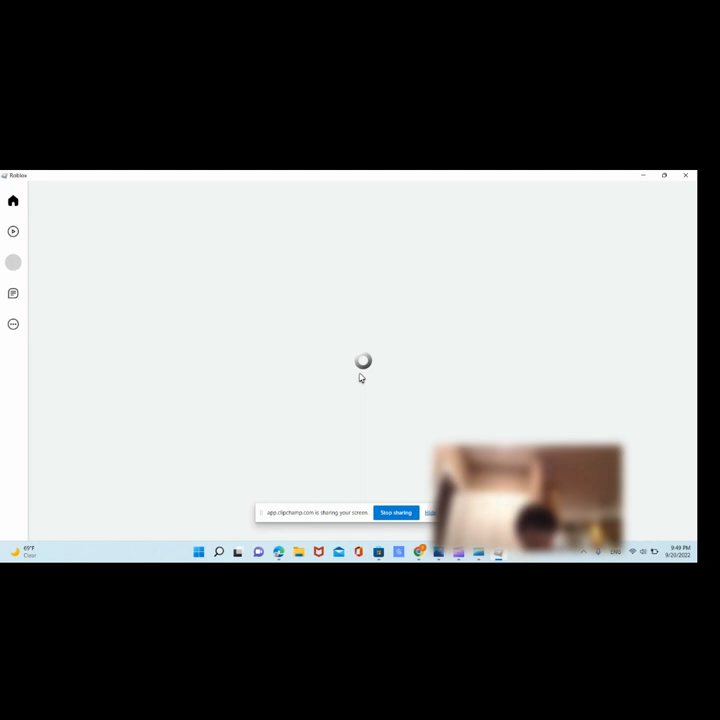 Roblox
app.clipchamp.com is sharing your screen
Stop sharing
Hide
69°F
Clear
ENG
9:49 PM
9/20/2022